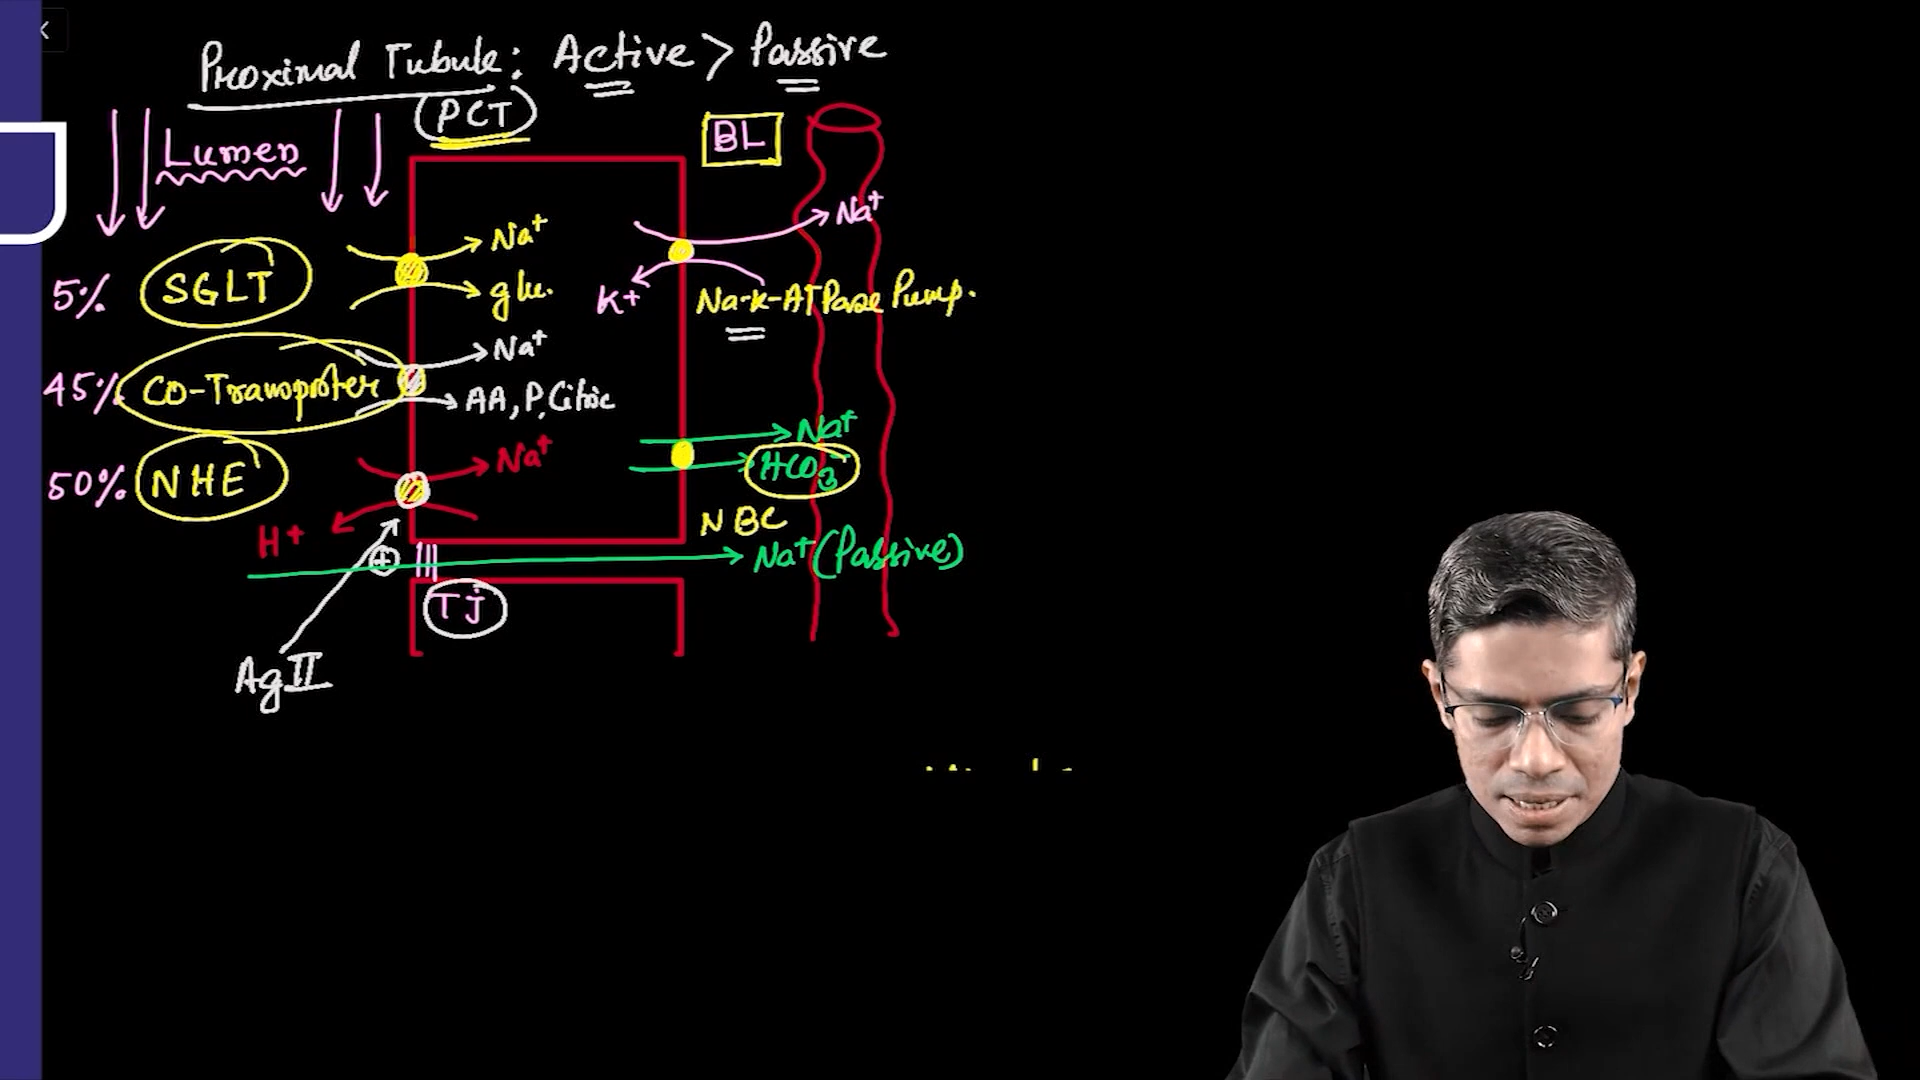 Proximal Tubule: Active > Passive
PCT
Lumen
BL
Na+
Na+
5% SGLT
glu.
K+
Na-K-ATPase Pump.
Na+
45% Co-Transporter
AA, P, Citric
Na+
Na+
HCO3-
50% NHE
H+
NBC
Na+ (Passive)
+
TJ
Ag II